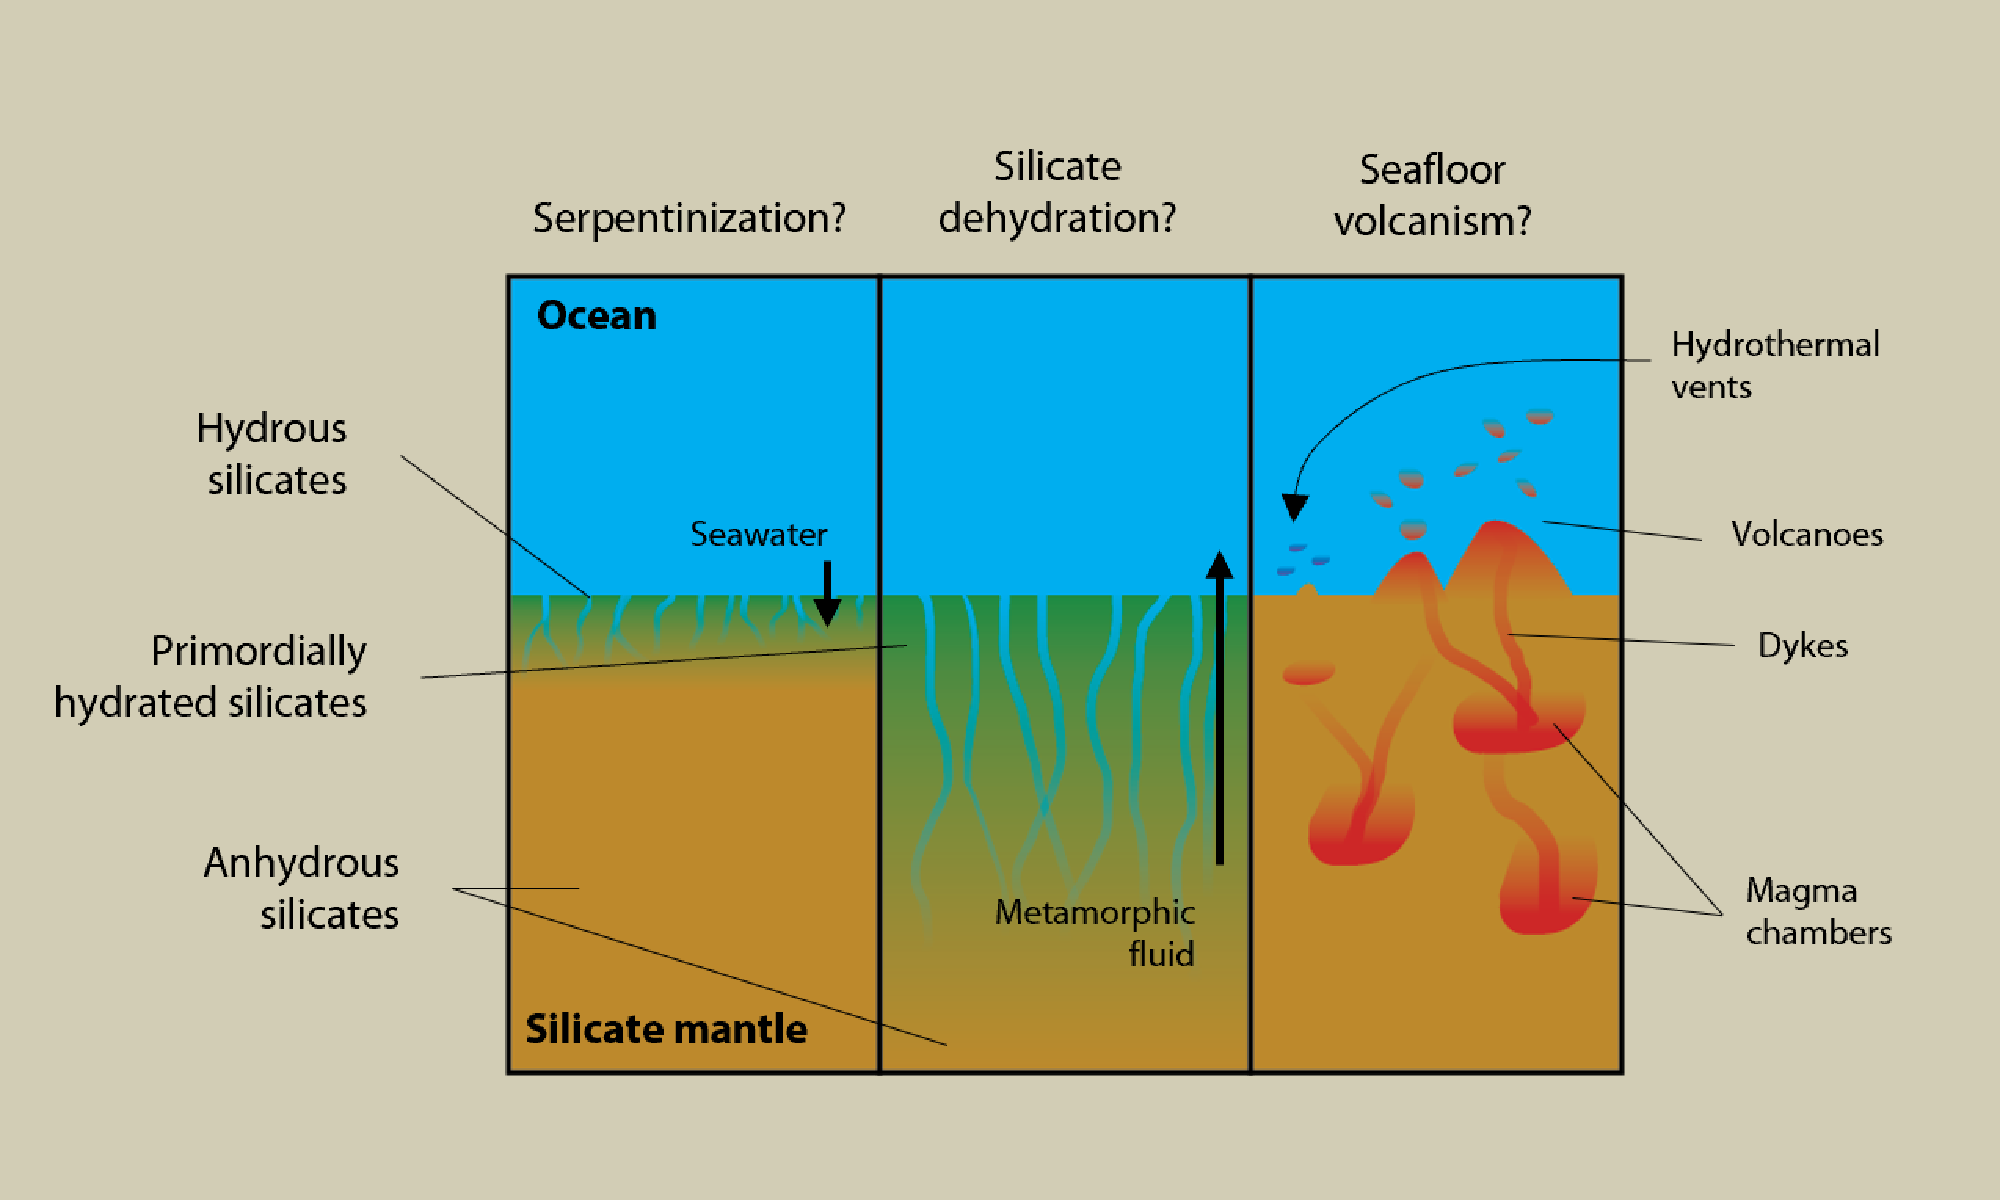 Serpentinization?
Silicate
dehydration?
Seafloor
volcanism?
Ocean
Hydrothermal
vents
Hydrous
silicates
Seawater
Volcanoes
Primordially
hydrated silicates
Dykes
Anhydrous
silicates
Metamorphic
fluid
Magma
chambers
Silicate mantle